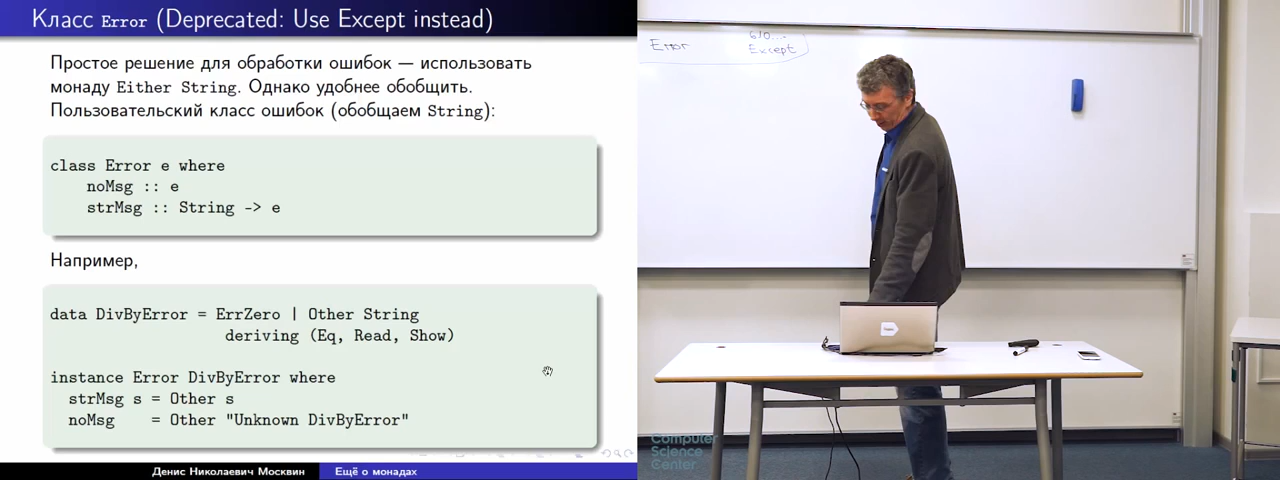 Класс Error (Deprecated: Use Except instead)
Простое решение для обработки ошибок — использовать
монаду Either String. Однако удобнее обобщить.
Пользовательский класс ошибок (обобщаем String):
class Error e where
noMsg :: e
strMsg :: String -> e
Например,
data DivByError = ErrZero | Other String
deriving (Eq, Read, Show)
instance Error DivByError where
strMsg s = Other s
noMsg = Other "Unknown DivByError"
Денис Николаевич Москвин
Ещё о монадах
Error
Except
Computer
Science
Center